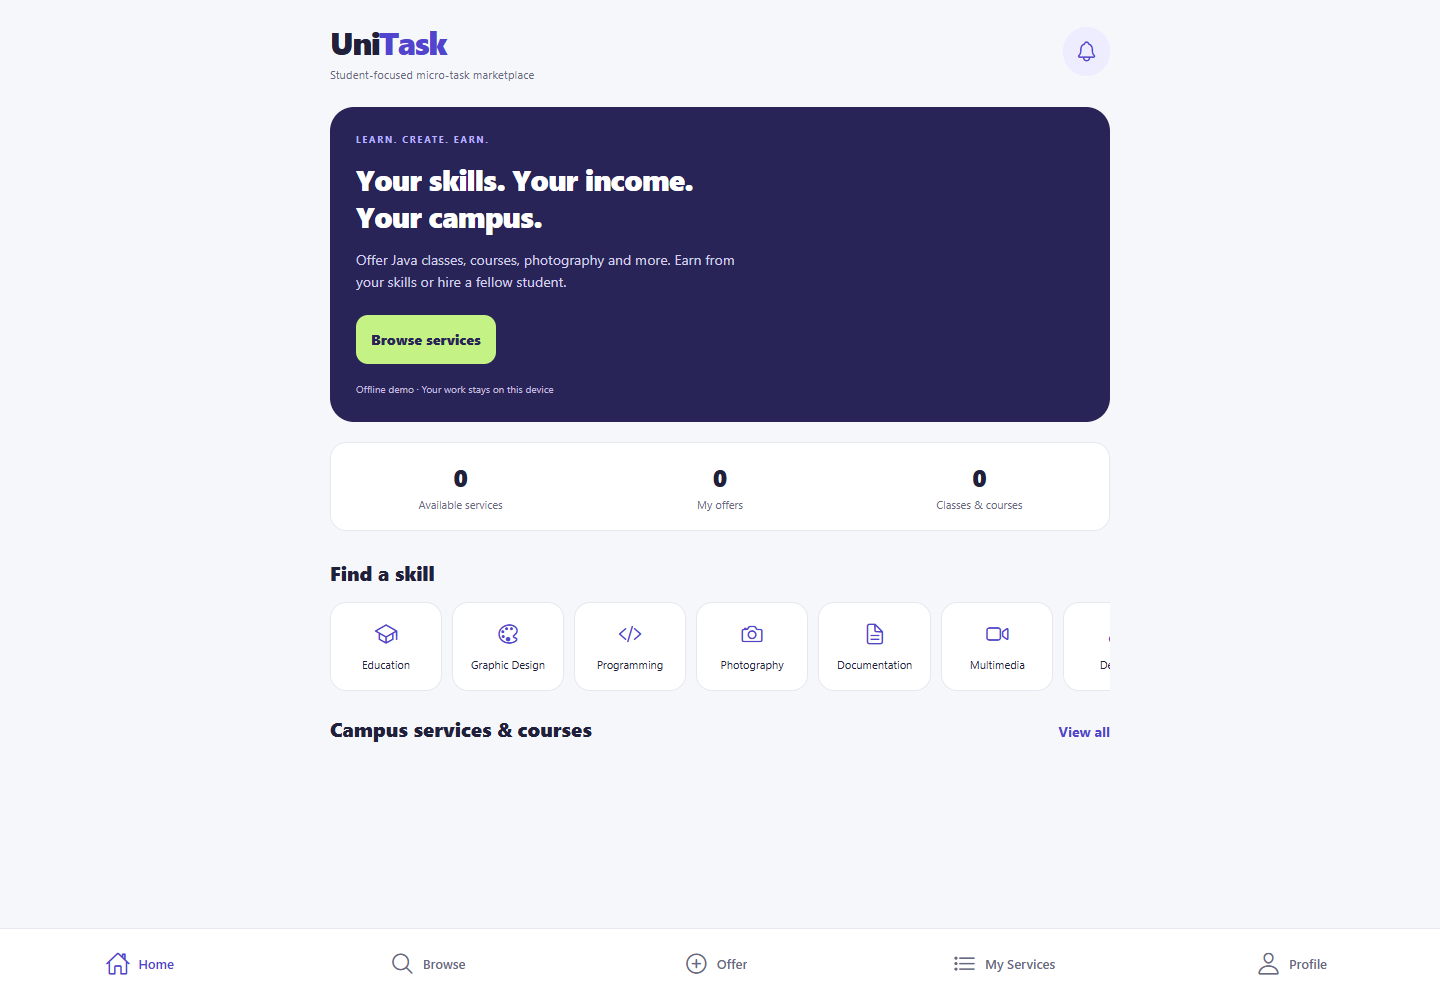 UniTask
Student-focused micro-task marketplace
LEARN. CREATE. EARN.
Your skills. Your income.
Your campus.
Offer Java classes, courses, photography and more. Earn from
your skills or hire a fellow student.
Browse services
Offline demo · Your work stays on this device
0
Available services
0
My offers
0
Classes & courses
Find a skill
Education
Graphic Design
Programming
Photography
Documentation
Multimedia
Campus services & courses
View all
Home
Browse
Offer
My Services
Profile